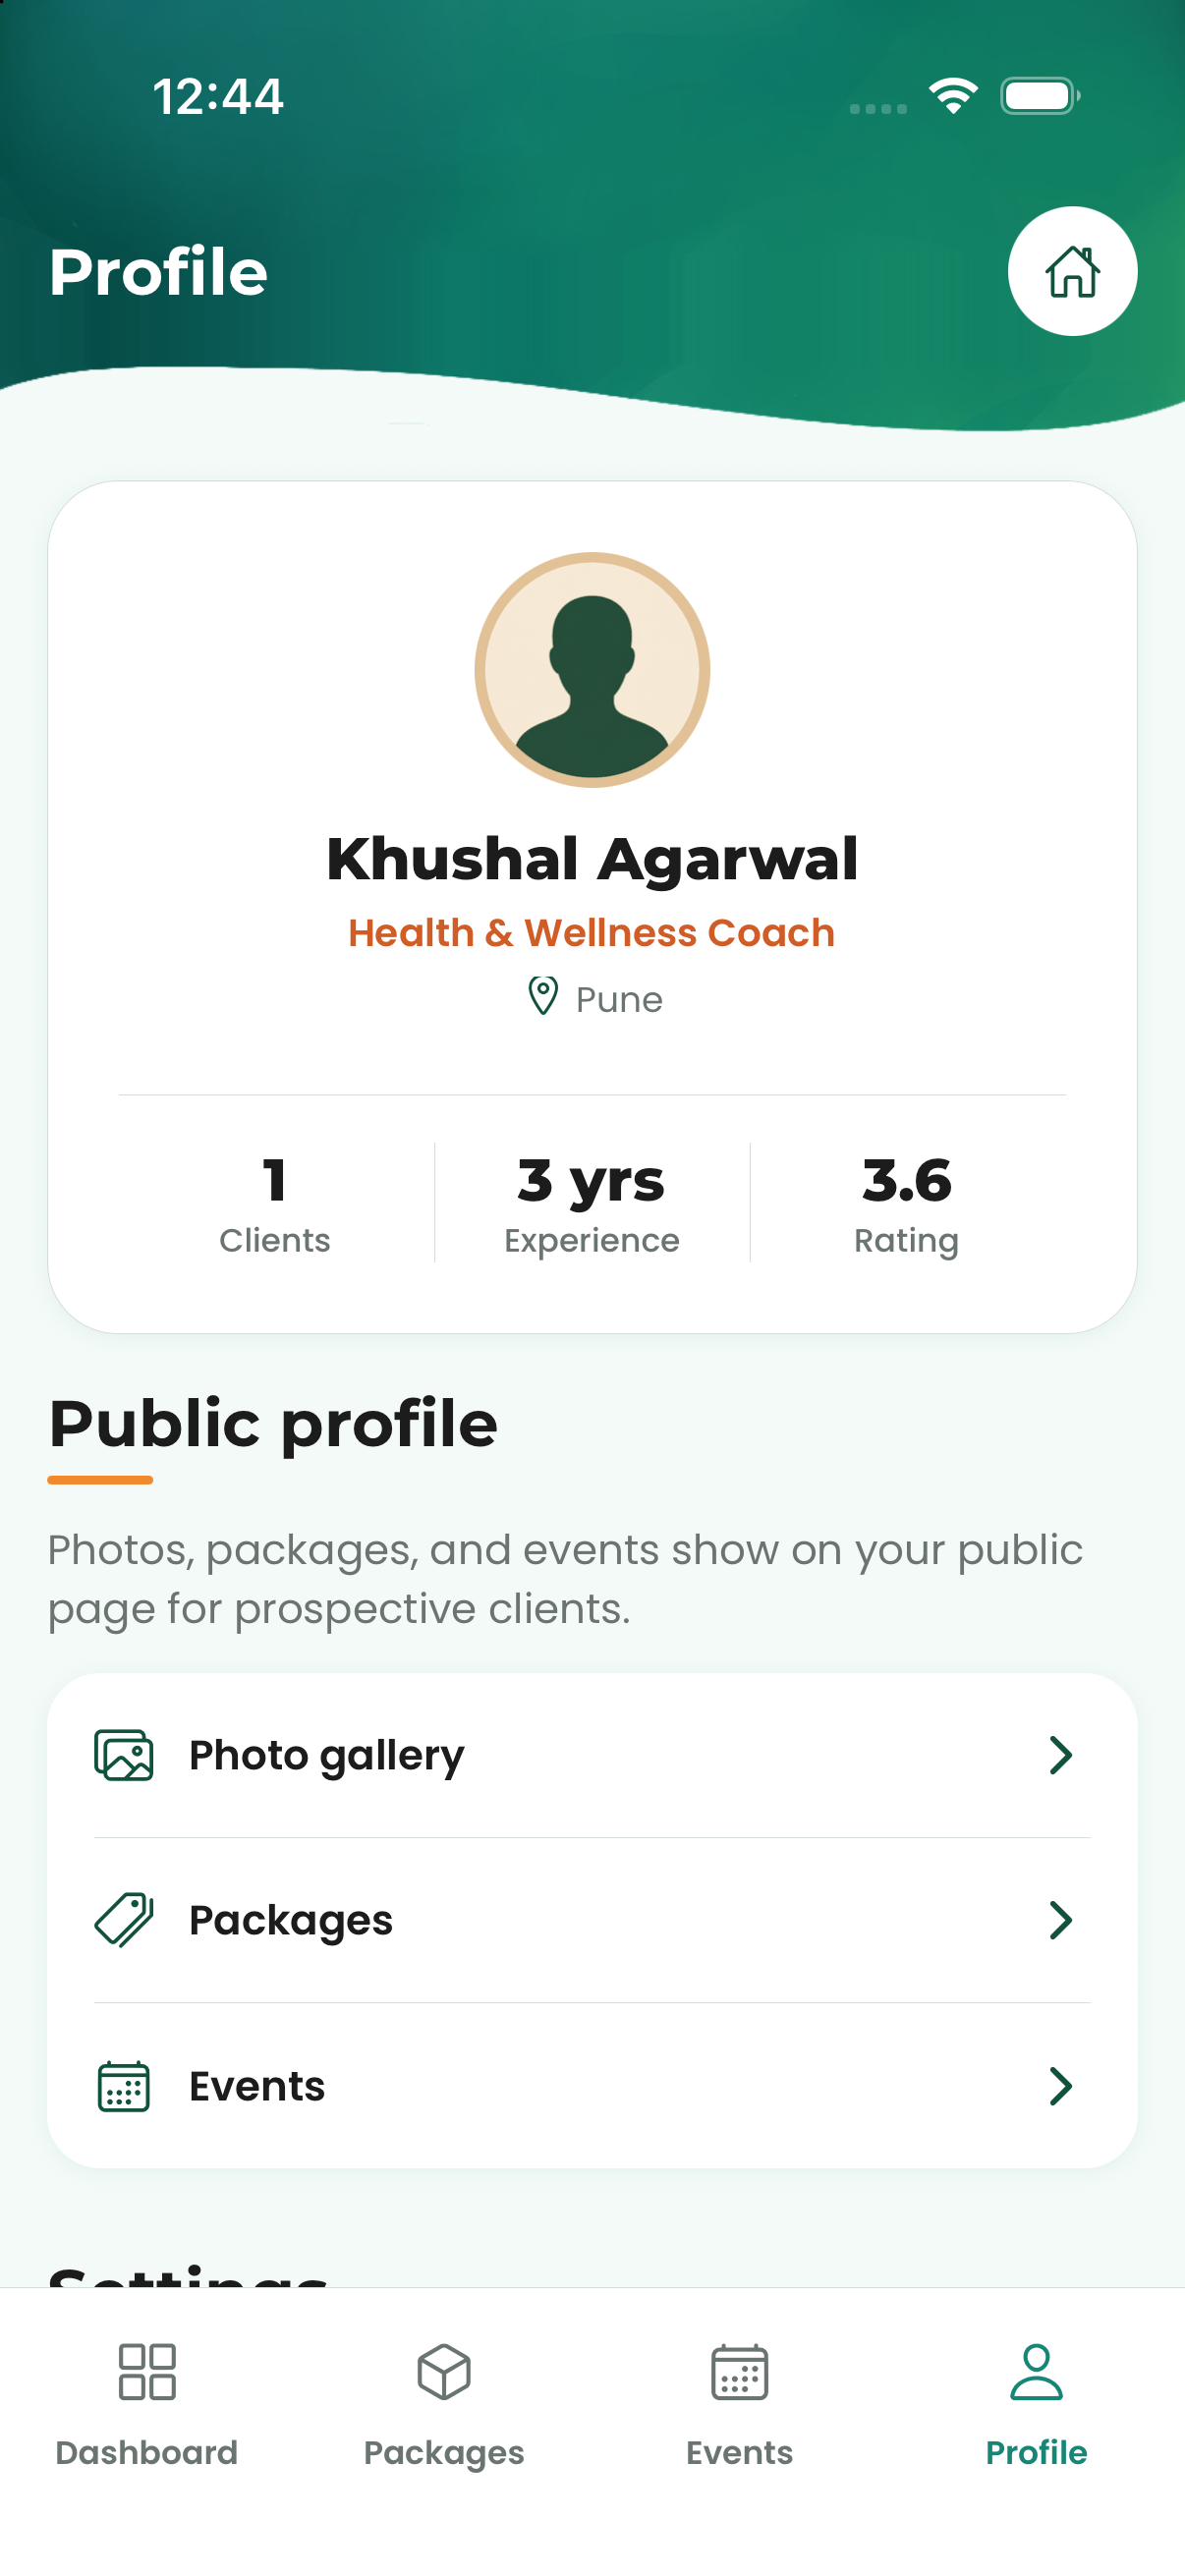 12:44
Profile
Khushal Agarwal
Health & Wellness Coach
Pune
1
Clients
3 yrs
Experience
3.6
Rating
Public profile
Photos, packages, and events show on your public
page for prospective clients.
Photo gallery
Packages
Events
Settings
Dashboard
Packages
Events
Profile